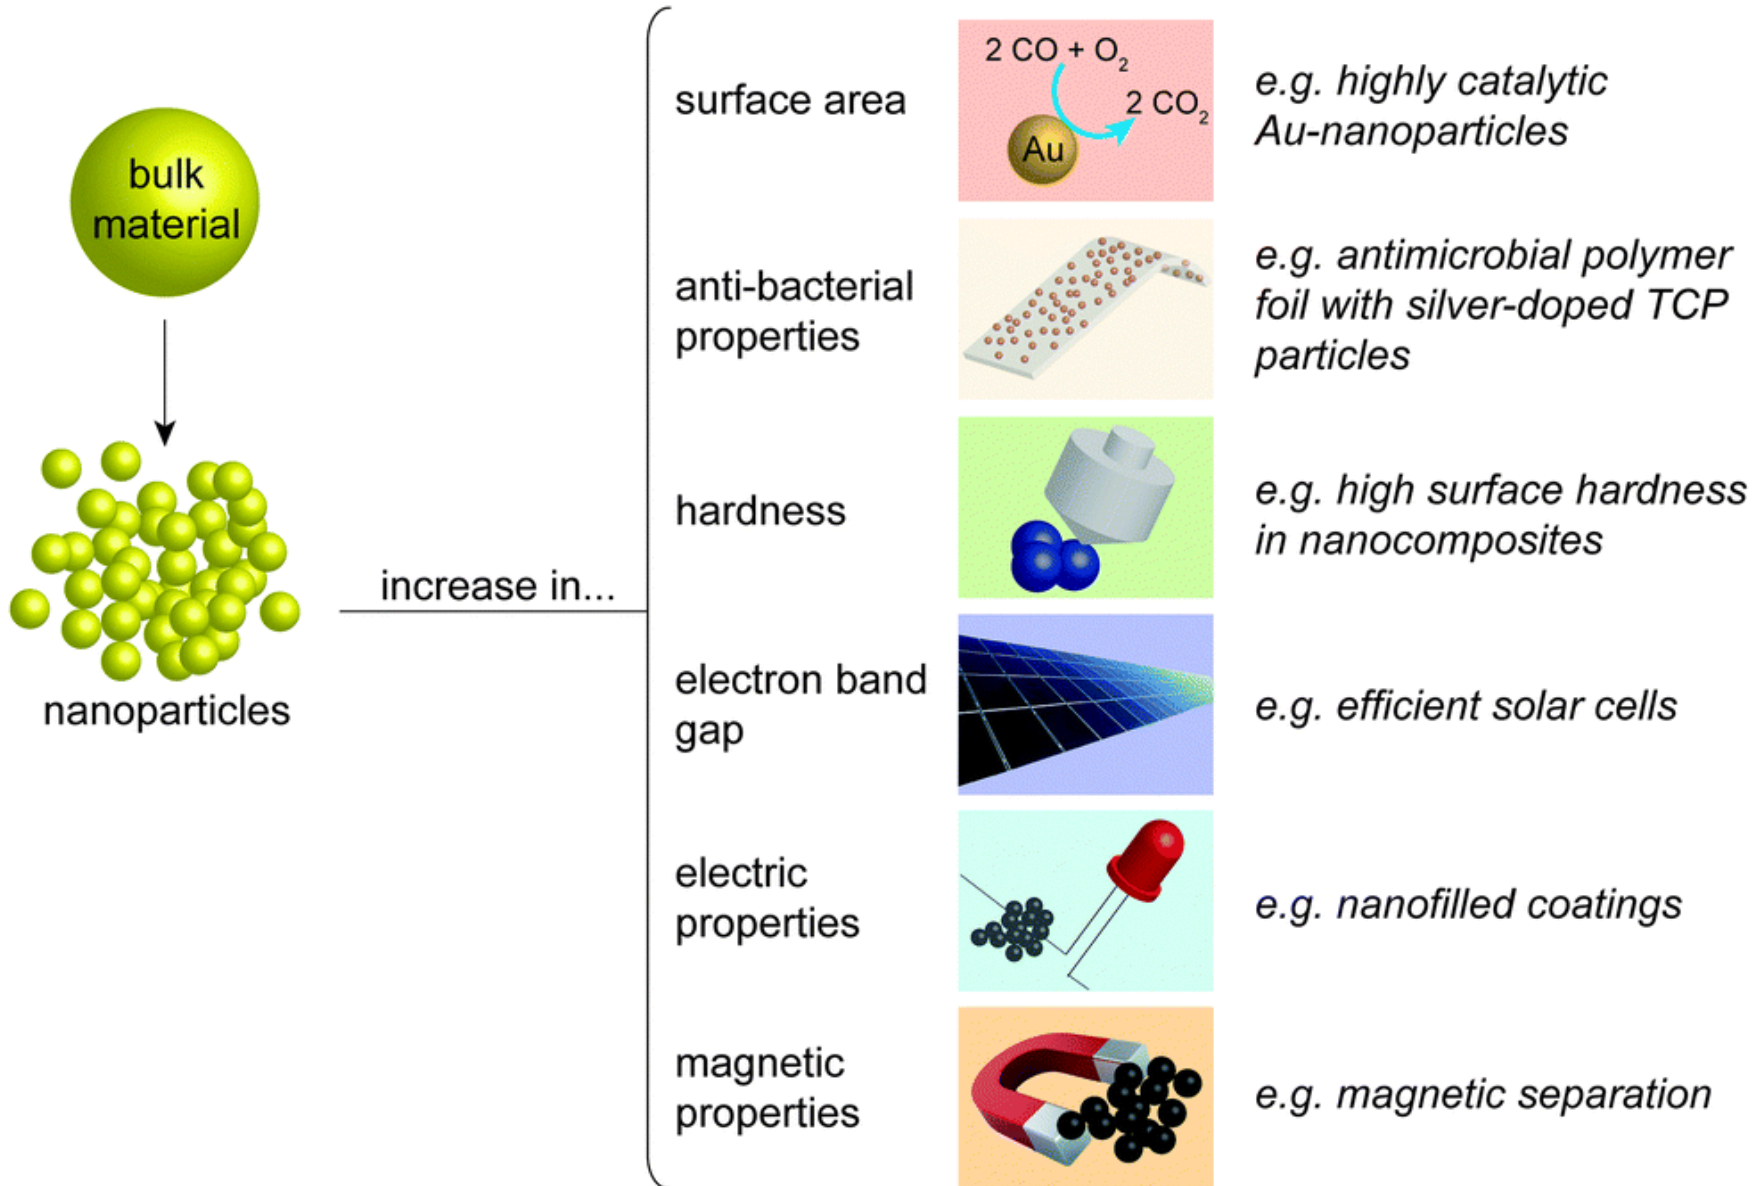 bulk
material
nanoparticles
increase in...
surface area
2 CO + O₂
2 CO₂
Au
e.g. highly catalytic
Au-nanoparticles
anti-bacterial
properties
e.g. antimicrobial polymer
foil with silver-doped TCP
particles
hardness
e.g. high surface hardness
in nanocomposites
electron band
gap
e.g. efficient solar cells
electric
properties
e.g. nanofilled coatings
magnetic
properties
e.g. magnetic separation